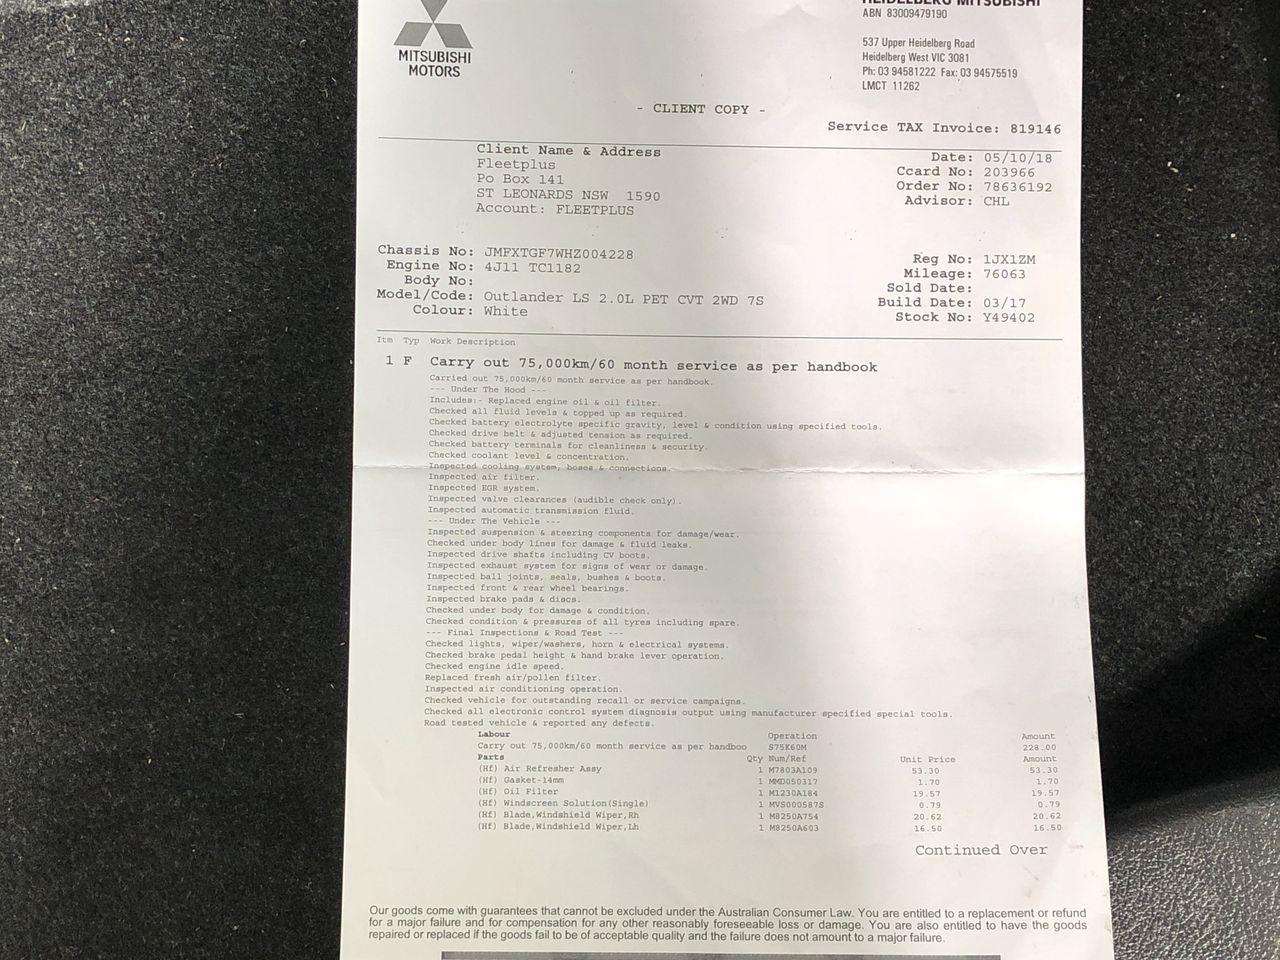 MITSUBISHI
MOTORS
HEIDELBERG MITSUBISHI
ABN 83009479190
537 Upper Heidelberg Road
Heidelberg West VIC 3081
Ph: 03 94581222 Fax: 03 94575519
LMCT 11262
- CLIENT COPY -
Service TAX Invoice: 819146
Client Name & Address
Fleetplus
Po Box 141
ST LEONARDS NSW 1590
Account: FLEETPLUS
Date: 05/10/18
Ccard No: 203966
Order No: 78636192
Advisor: CHL
Chassis No: JMFXTGF7WHZ004228
Engine No: 4J11 TC1182
Body No:
Model/Code: Outlander LS 2.0L PET CVT 2WD 7S
Colour: White
Reg No: 1JX1ZM
Mileage: 76063
Sold Date:
Build Date: 03/17
Stock No: Y49402
Itm Typ Work Description
1 F Carry out 75,000km/60 month service as per handbook
Carried out 75,000km/60 month service as per handbook.
--- Under The Hood ---
Includes:- Replaced engine oil & oil filter.
Checked all fluid levels & topped up as required.
Checked battery electrolyte specific gravity, level & condition using specified tools.
Checked drive belt & adjusted tension as required.
Checked battery terminals for cleanliness & security.
Checked coolant level & concentration.
Inspected cooling system, hoses & connections.
Inspected air filter.
Inspected EGR system.
Inspected valve clearances (audible check only).
Inspected automatic transmission fluid.
--- Under The Vehicle ---
Inspected suspension & steering components for damage/wear.
Checked under body lines for damage & fluid leaks.
Inspected drive shafts including CV boots.
Inspected exhaust system for signs of wear or damage.
Inspected ball joints, seals, bushes & boots.
Inspected front & rear wheel bearings.
Inspected brake pads & discs.
Checked under body for damage & condition.
Checked condition & pressures of all tyres including spare.
--- Final Inspections & Road Test ---
Checked lights, wiper/washers, horn & electrical systems.
Checked brake pedal height & hand brake lever operation.
Checked engine idle speed.
Replaced fresh air/pollen filter.
Inspected air conditioning operation.
Checked vehicle for outstanding recall or service campaigns.
Checked all electronic control system diagnosis output using manufacturer specified special tools.
Road tested vehicle & reported any defects.
Labour Operation Amount
Carry out 75,000km/60 month service as per handboo S75K60M 228.00
Parts Qty Num/Ref Unit Price Amount
(Hf) Air Refresher Assy 1 M7803A109 53.30 53.30
(Hf) Gasket-14mm 1 MMD050317 1.70 1.70
(Hf) Oil Filter 1 M1230A184 19.57 19.57
(Hf) Windscreen Solution(Single) 1 MVS000587S 0.79 0.79
(Hf) Blade,Windshield Wiper,Rh 1 M8250A754 20.62 20.62
(Hf) Blade,Windshield Wiper,Lh 1 M8250A603 16.50 16.50
Continued Over
Our goods come with guarantees that cannot be excluded under the Australian Consumer Law. You are entitled to a replacement or refund
for a major failure and for compensation for any other reasonably foreseeable loss or damage. You are also entitled to have the goods
repaired or replaced if the goods fail to be of acceptable quality and the failure does not amount to a major failure.